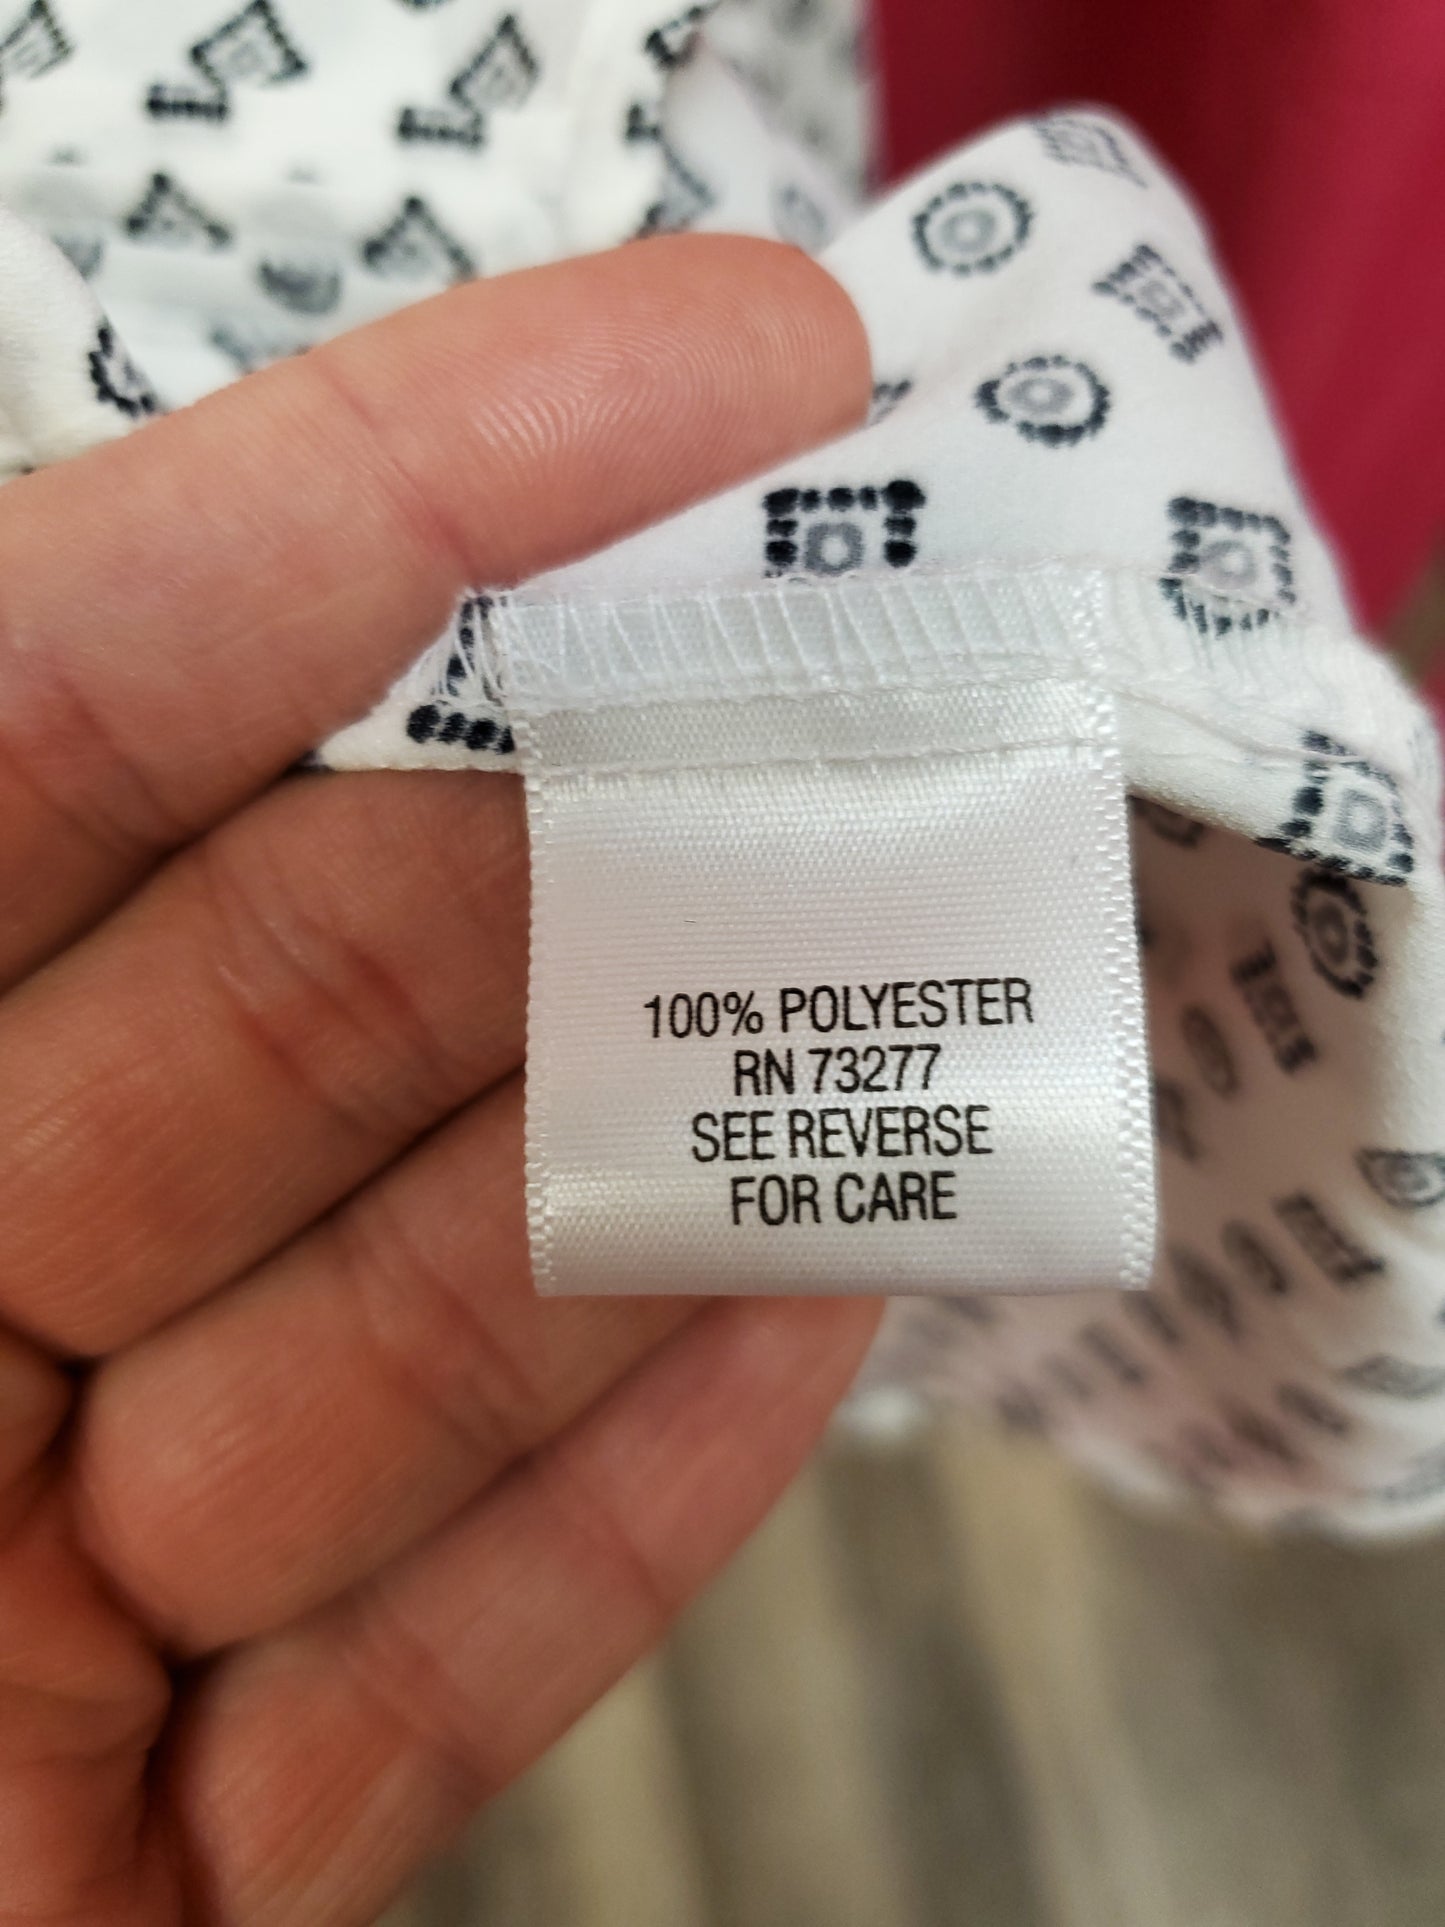 100% POLYESTER
RN 73277
SEE REVERSE
FOR CARE